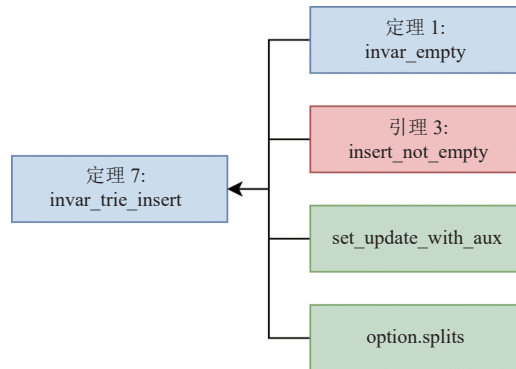 定理 1:
invar_empty
引理 3:
insert_not_empty
定理 7:
invar_trie_insert
set_update_with_aux
option.splits